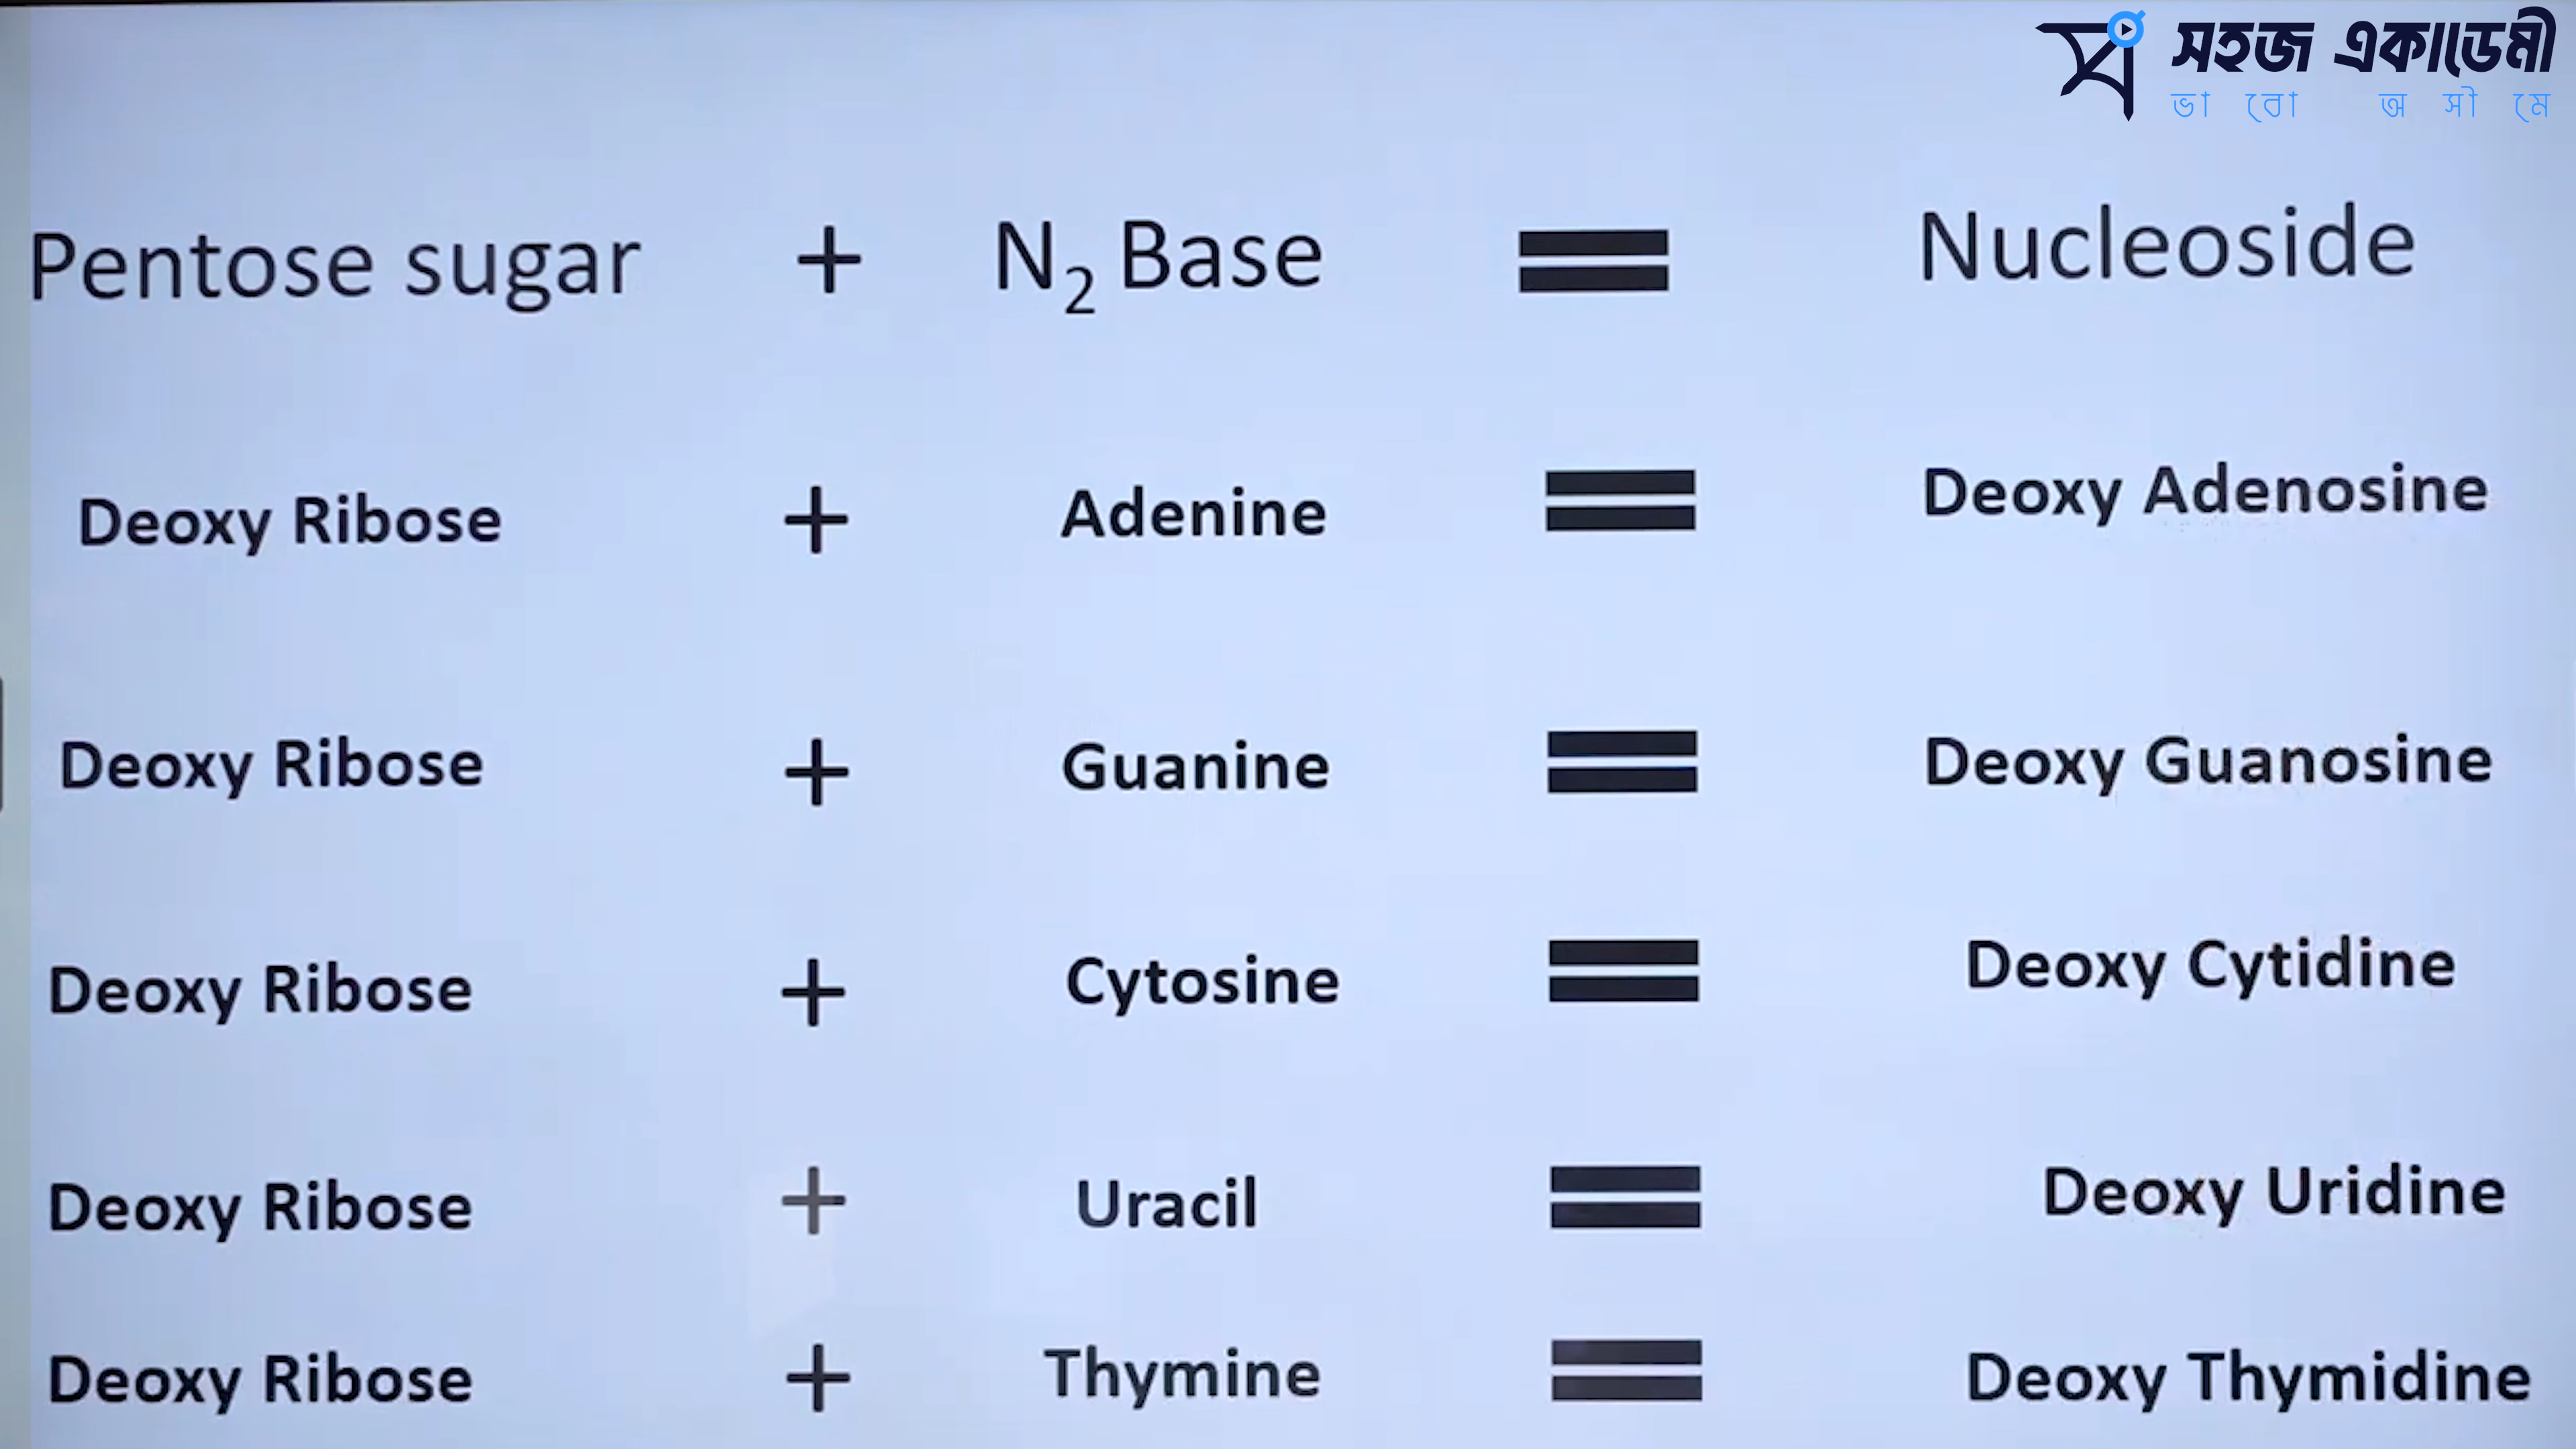 সহজ একাডেমী
ভাবো অসীমে
Pentose sugar + N₂ Base = Nucleoside
Deoxy Ribose + Adenine = Deoxy Adenosine
Deoxy Ribose + Guanine = Deoxy Guanosine
Deoxy Ribose + Cytosine = Deoxy Cytidine
Deoxy Ribose + Uracil = Deoxy Uridine
Deoxy Ribose + Thymine = Deoxy Thymidine